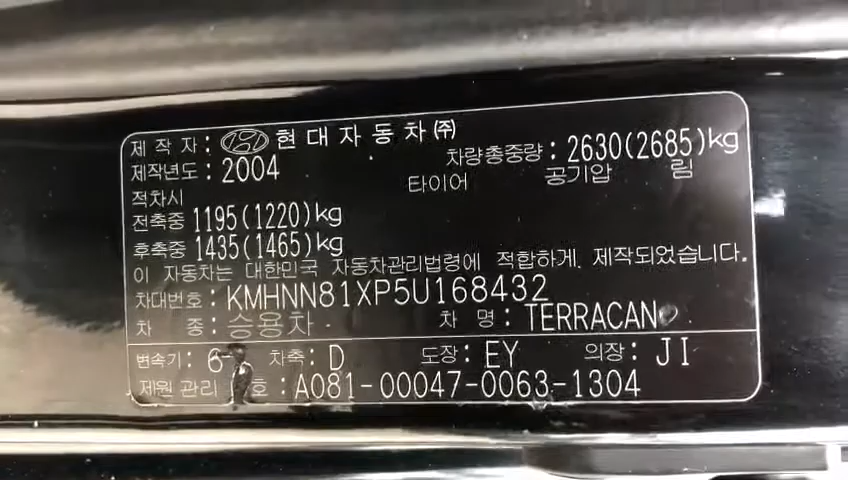 제 작 자 : 현 대 자 동 차 ㈜
제작년도 : 2004 차량총중량 : 2630(2685)kg
타이어 공기압 림
적차시
전축중 1195(1220)kg
후축중 1435(1465)kg
이 자동차는 대한민국 자동차관리법령에 적합하게 제작되었습니다.
차대번호 : KMHNN81XP5U168432
차 종 : 승용차 차 명 : TERRACAN
변속기 : 차축 : D 도장 : EY 의장 : JI
제원 관리 호 : A081-00047-0063-1304